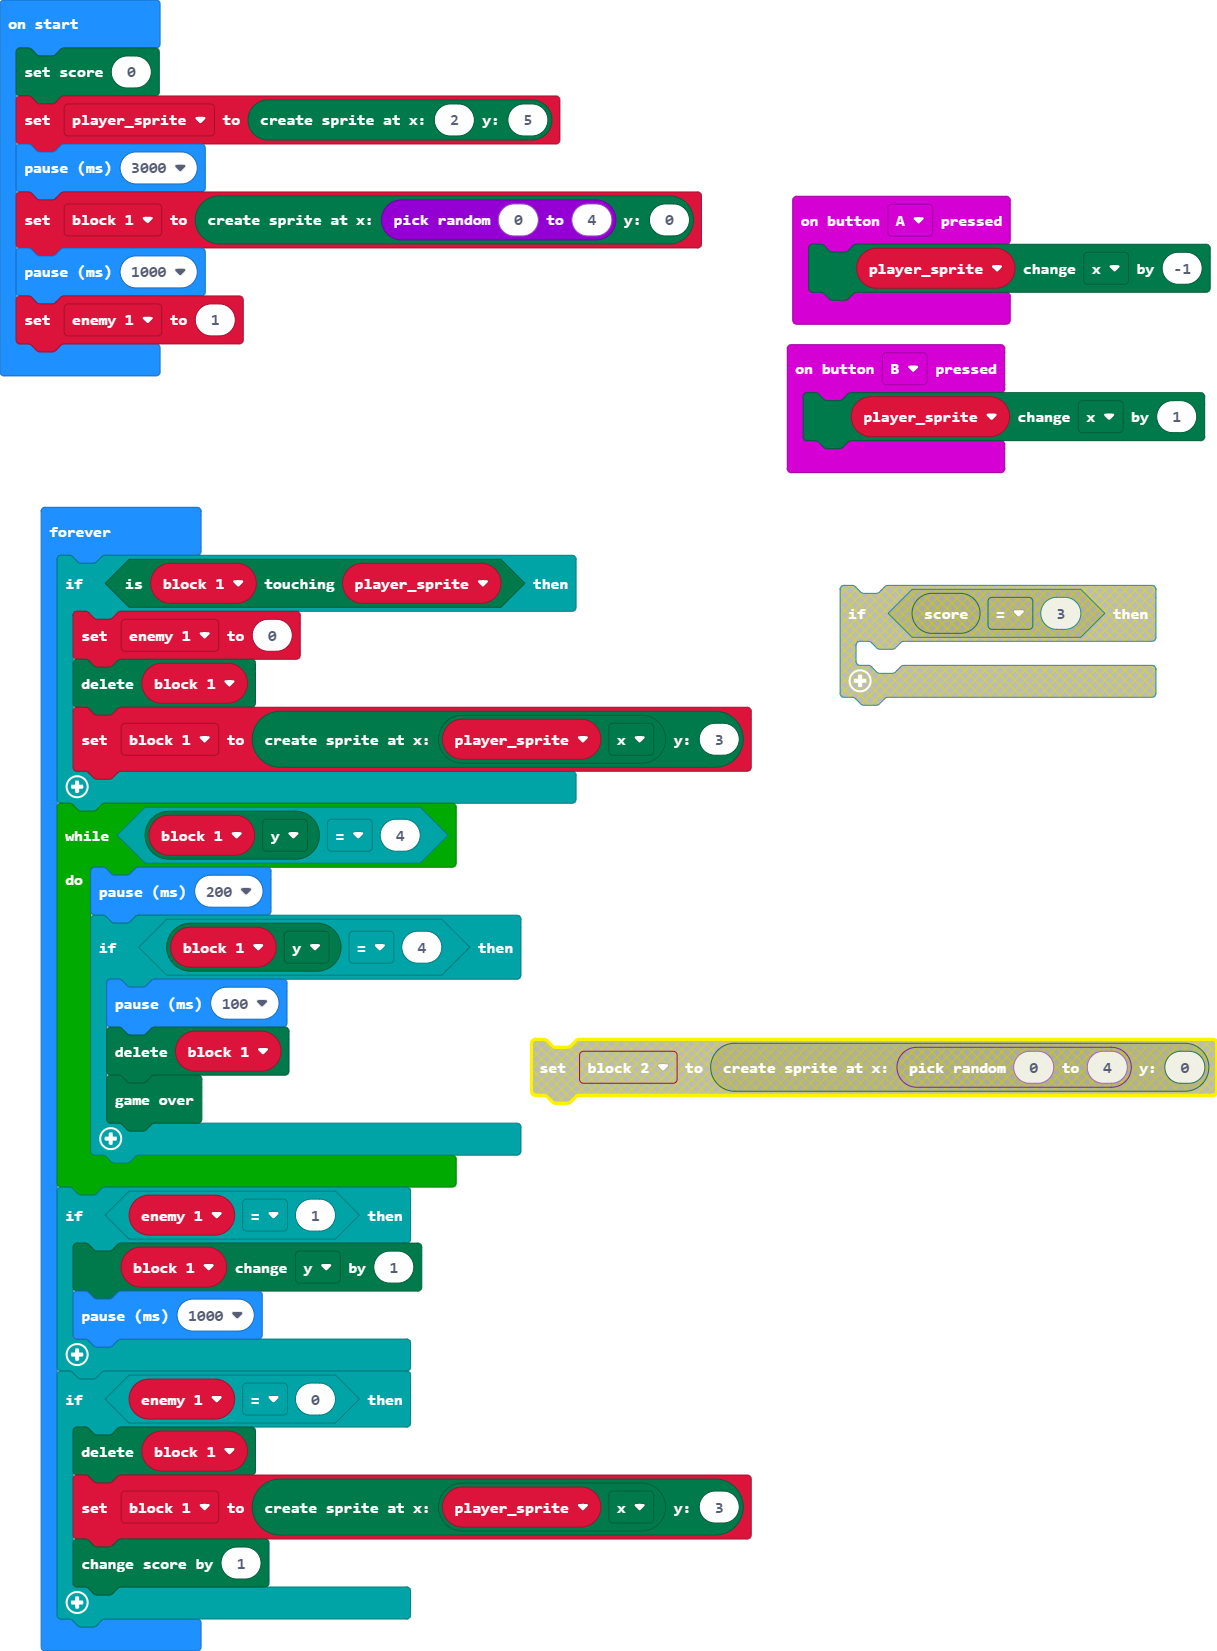 on start
set score 0
set player_sprite to create sprite at x: 2 y: 5
pause (ms) 3000
set block 1 to create sprite at x: pick random 0 to 4 y: 0
pause (ms) 1000
set enemy 1 to 1
on button A pressed
player_sprite change x by -1
on button B pressed
player_sprite change x by 1
forever
if is block 1 touching player_sprite then
set enemy 1 to 0
delete block 1
set block 1 to create sprite at x: player_sprite x y: 3
while block 1 y = 4
do pause (ms) 200
if block 1 y = 4 then
pause (ms) 100
delete block 1
game over
if enemy 1 = 1 then
block 1 change y by 1
pause (ms) 1000
if enemy 1 = 0 then
delete block 1
set block 1 to create sprite at x: player_sprite x y: 3
change score by 1
if score = 3 then
set block 2 to create sprite at x: pick random 0 to 4 y: 0